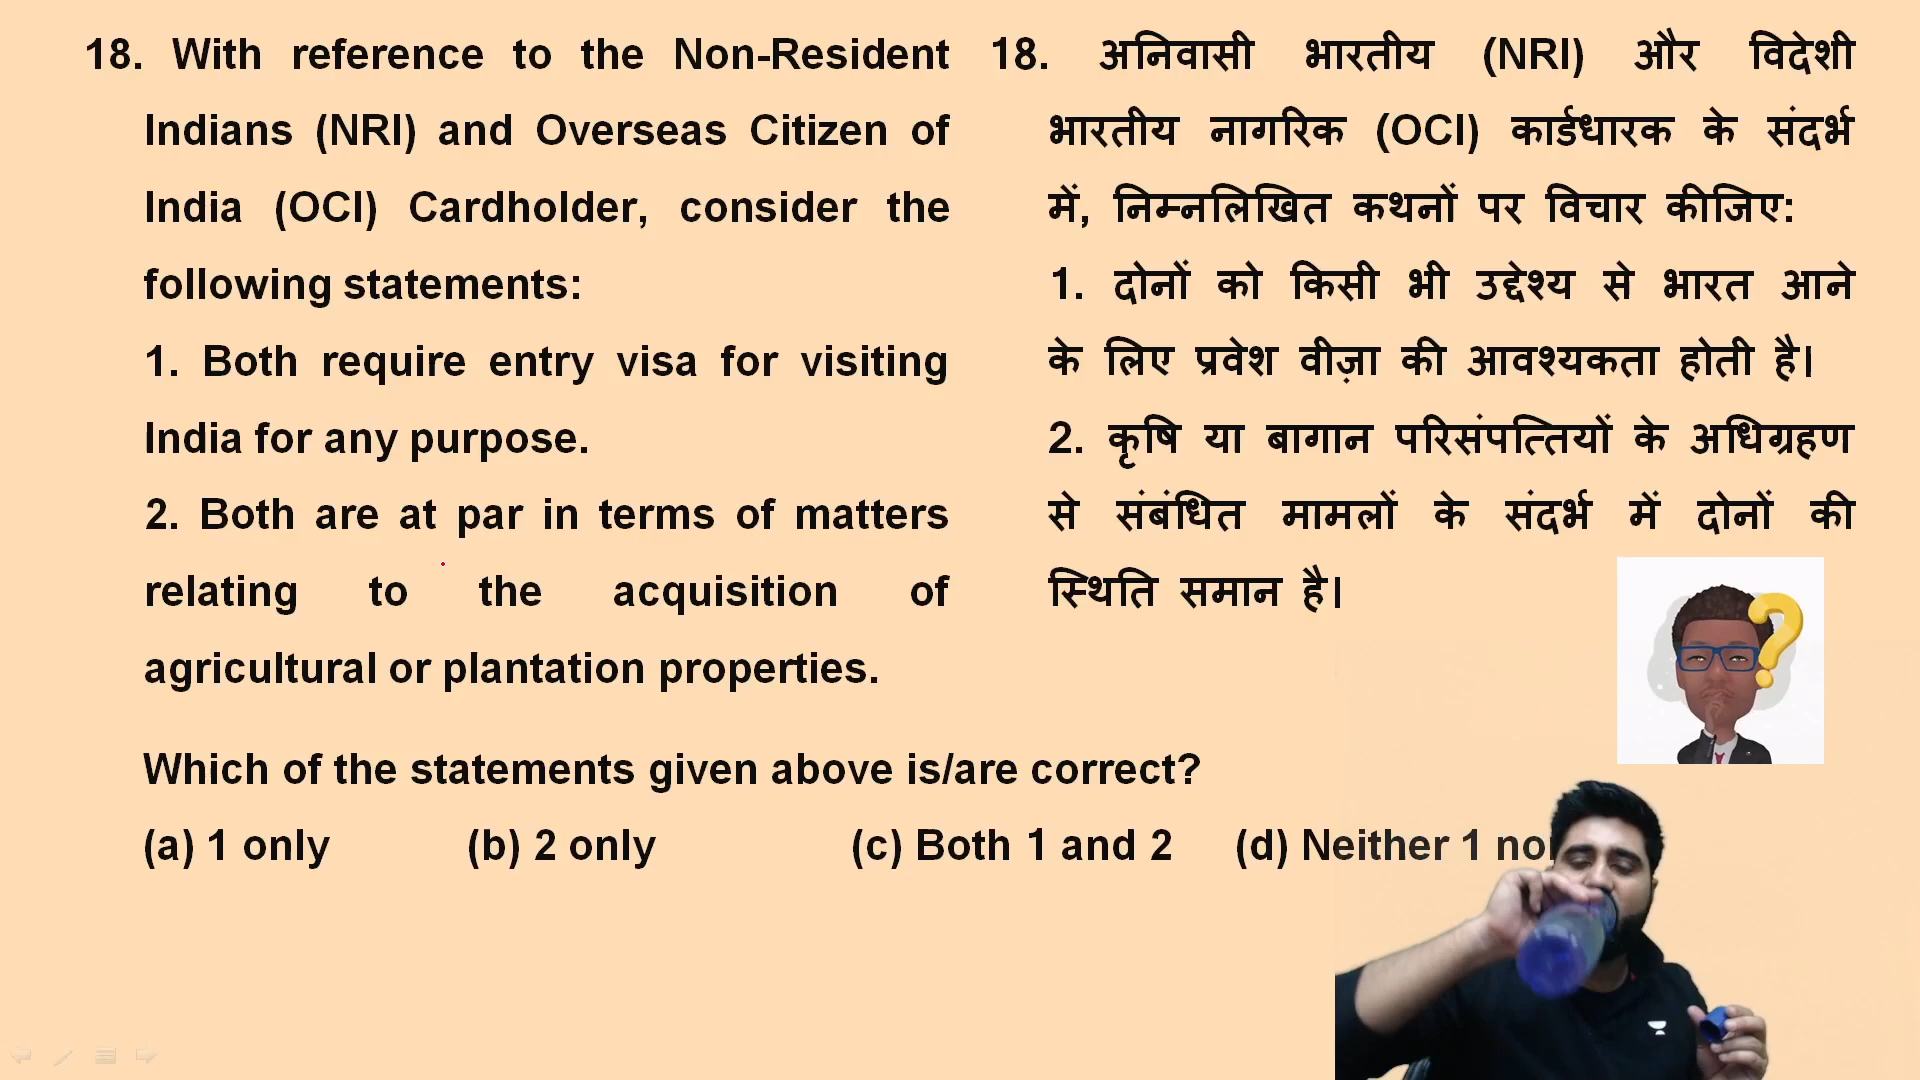 18. With reference to the Non-Resident
Indians (NRI) and Overseas Citizen of
India (OCI) Cardholder, consider the
following statements:
1. Both require entry visa for visiting
India for any purpose.
2. Both are at par in terms of matters
relating to the acquisition of
agricultural or plantation properties.
18. अनिवासी भारतीय (NRI) और विदेशी
भारतीय नागरिक (OCI) कार्डधारक के संदर्भ
में, निम्नलिखित कथनों पर विचार कीजिए:
1. दोनों को किसी भी उद्देश्य से भारत आने
के लिए प्रवेश वीज़ा की आवश्यकता होती है।
2. कृषि या बागान परिसंपत्तियों के अधिग्रहण
से संबंधित मामलों के संदर्भ में दोनों की
स्थिति समान है।
Which of the statements given above is/are correct?
(a) 1 only (b) 2 only (c) Both 1 and 2 (d) Neither 1 nor